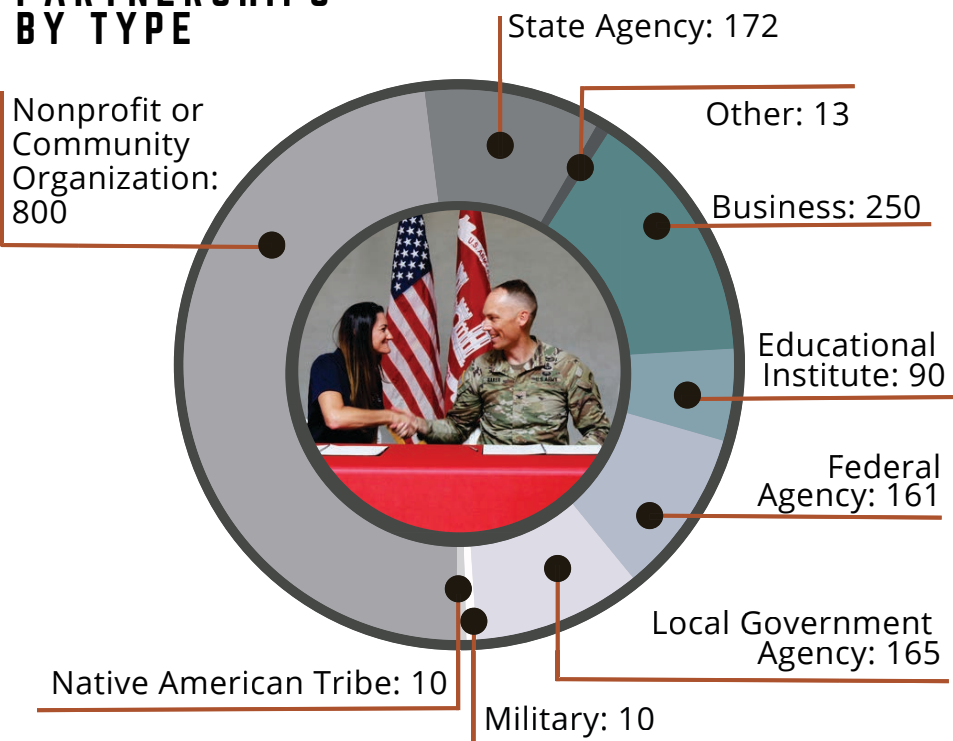 PARTNERSHIPS
BY TYPE
State Agency: 172
Other: 13
Nonprofit or
Community
Organization:
800
Business: 250
Educational
Institute: 90
Federal
Agency: 161
Local Government
Agency: 165
Native American Tribe: 10
Military: 10